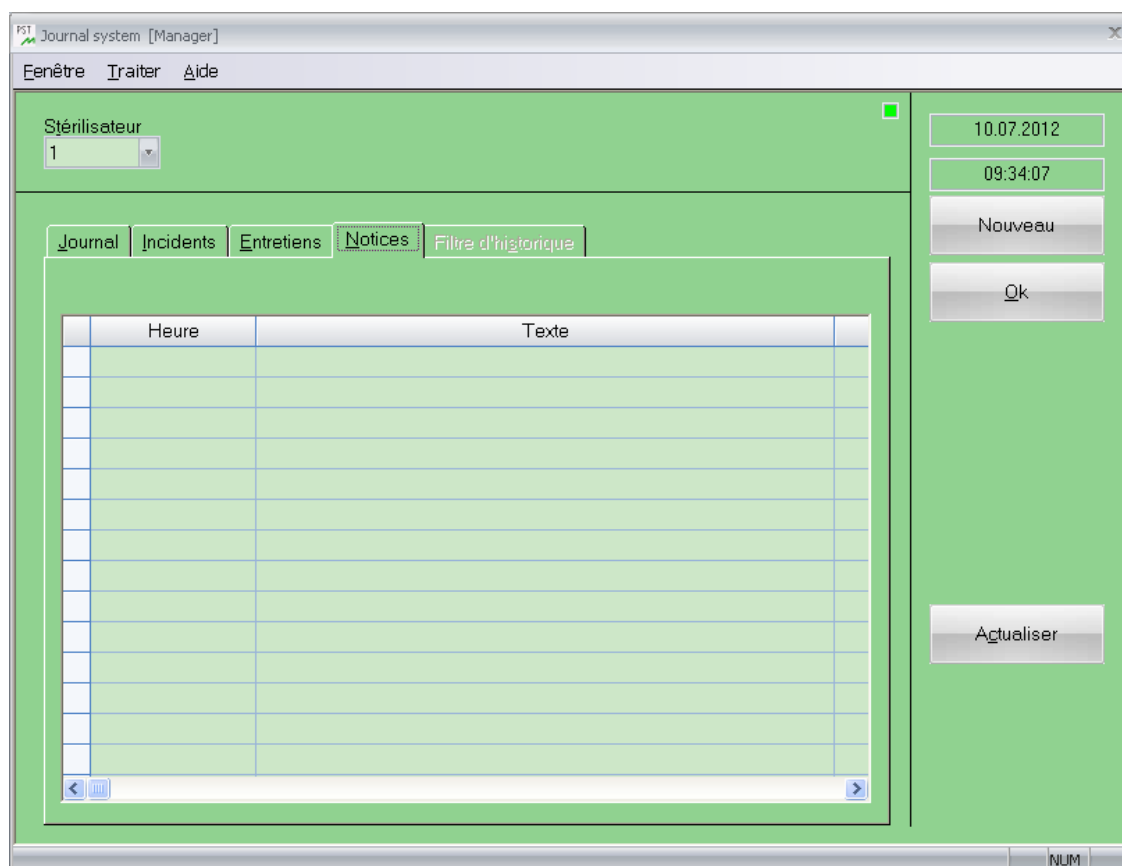 PST Journal system [Manager]
Fenêtre Traiter Aide
Stérilisateur
1
10.07.2012
09:34:07
Nouveau
Ok
Journal Incidents Entretiens Notices Filtre d'historique
Heure Texte
Actualiser
NUM